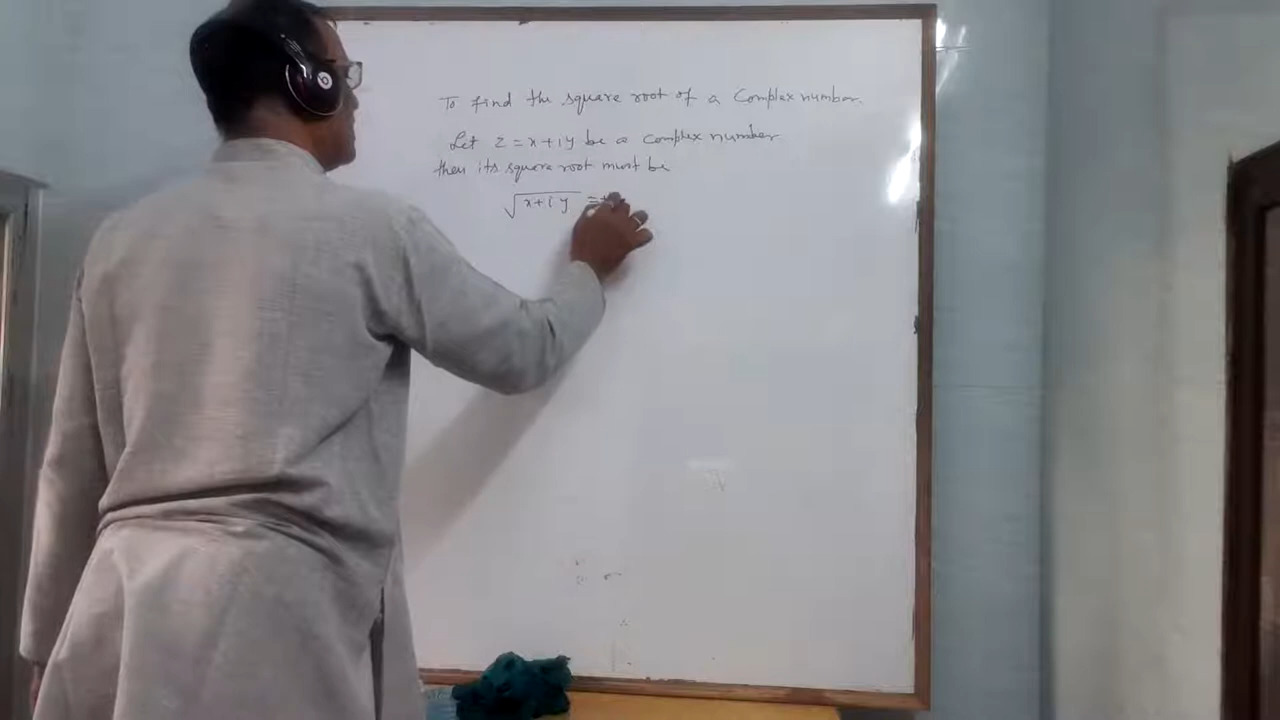 To find the square root of a Complex number.
Let z = x + iy be a complex number
then its square root must be
√x+iy =